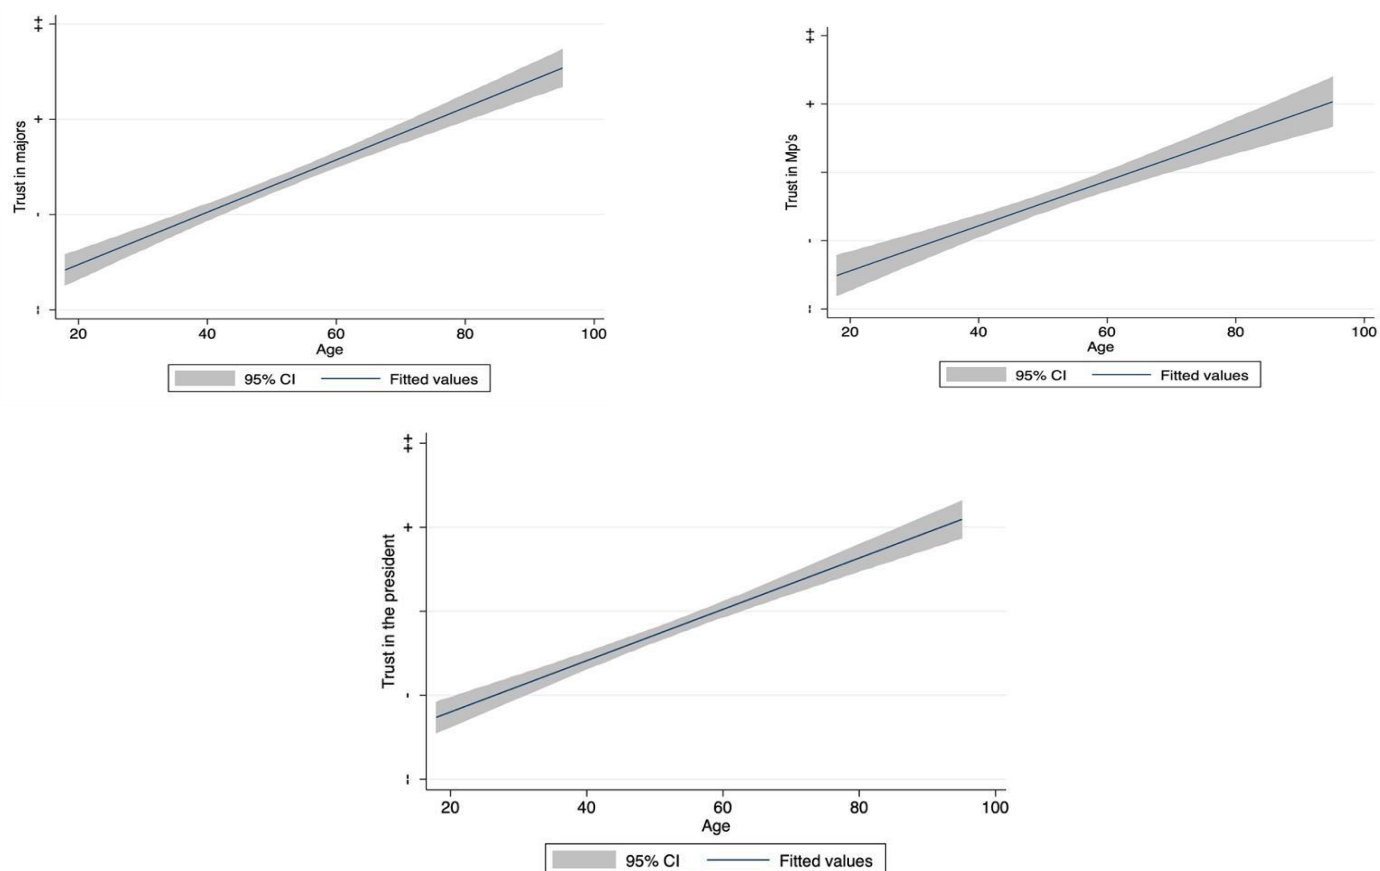 ++
+
-
--
Trust in majors
20 40 60 80 100
Age
95% CI Fitted values
++
+
-
--
Trust in Mp's
20 40 60 80 100
Age
95% CI Fitted values
++
+
-
--
Trust in the president
20 40 60 80 100
Age
95% CI Fitted values